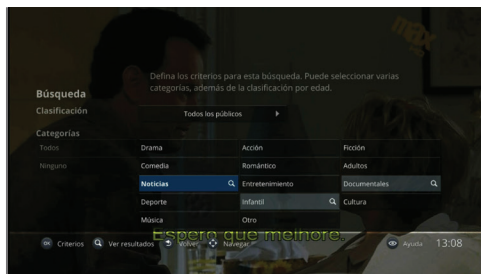 max
Defina los criterios para esta búsqueda. Puede seleccionar varias
categorías, además de la clasificación por edad.
Búsqueda
Clasificación
Todos los públicos
Categorías
Todos
Drama
Acción
Ficción
Ninguno
Comedia
Romántico
Adultos
Noticias
Entretenimiento
Documentales
Deporte
Infantil
Cultura
Música
Otro
Espero que melhore.
OK Criterios
Ver resultados
Volver
Navegar
Ayuda
13:08